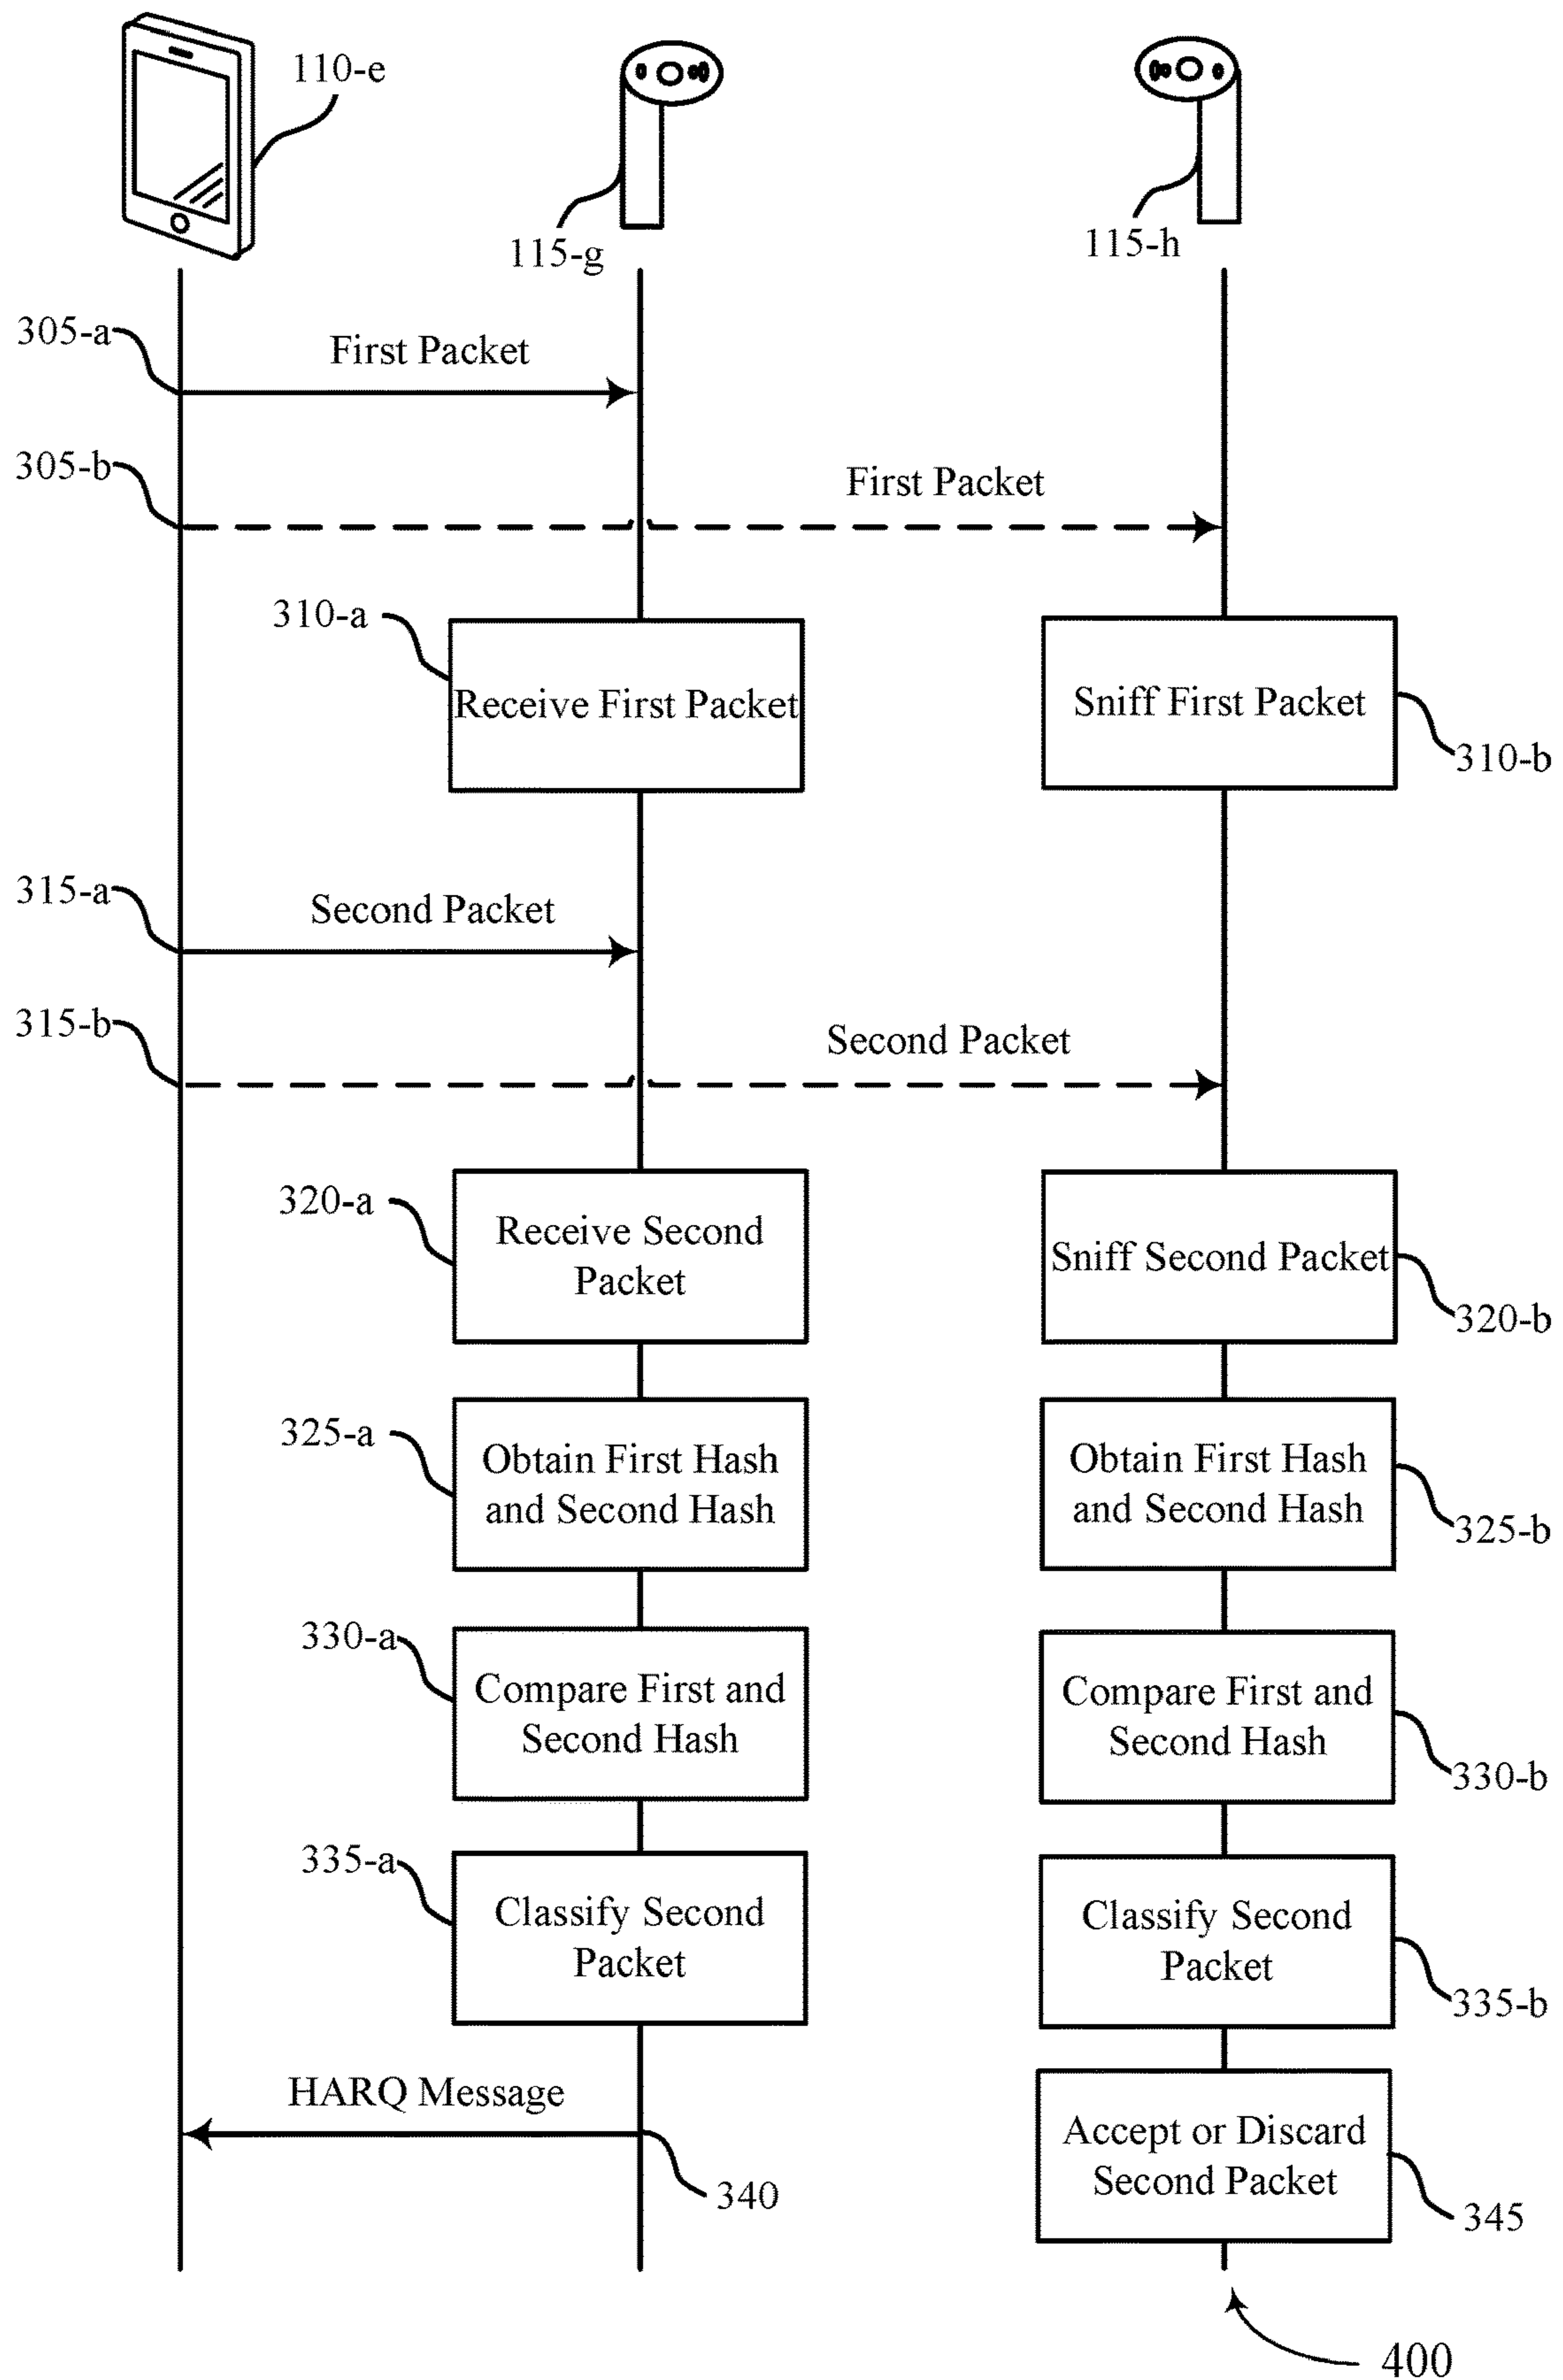 110-e
115-g
115-h
305-a
First Packet
305-b
First Packet
310-a
Receive First Packet
Sniff First Packet
310-b
315-a
Second Packet
315-b
Second Packet
320-a
Receive Second
Packet
Sniff Second Packet
320-b
325-a
Obtain First Hash
and Second Hash
Obtain First Hash
and Second Hash
325-b
330-a
Compare First and
Second Hash
Compare First and
Second Hash
330-b
335-a
Classify Second
Packet
Classify Second
Packet
335-b
HARQ Message
340
Accept or Discard
Second Packet
345
400